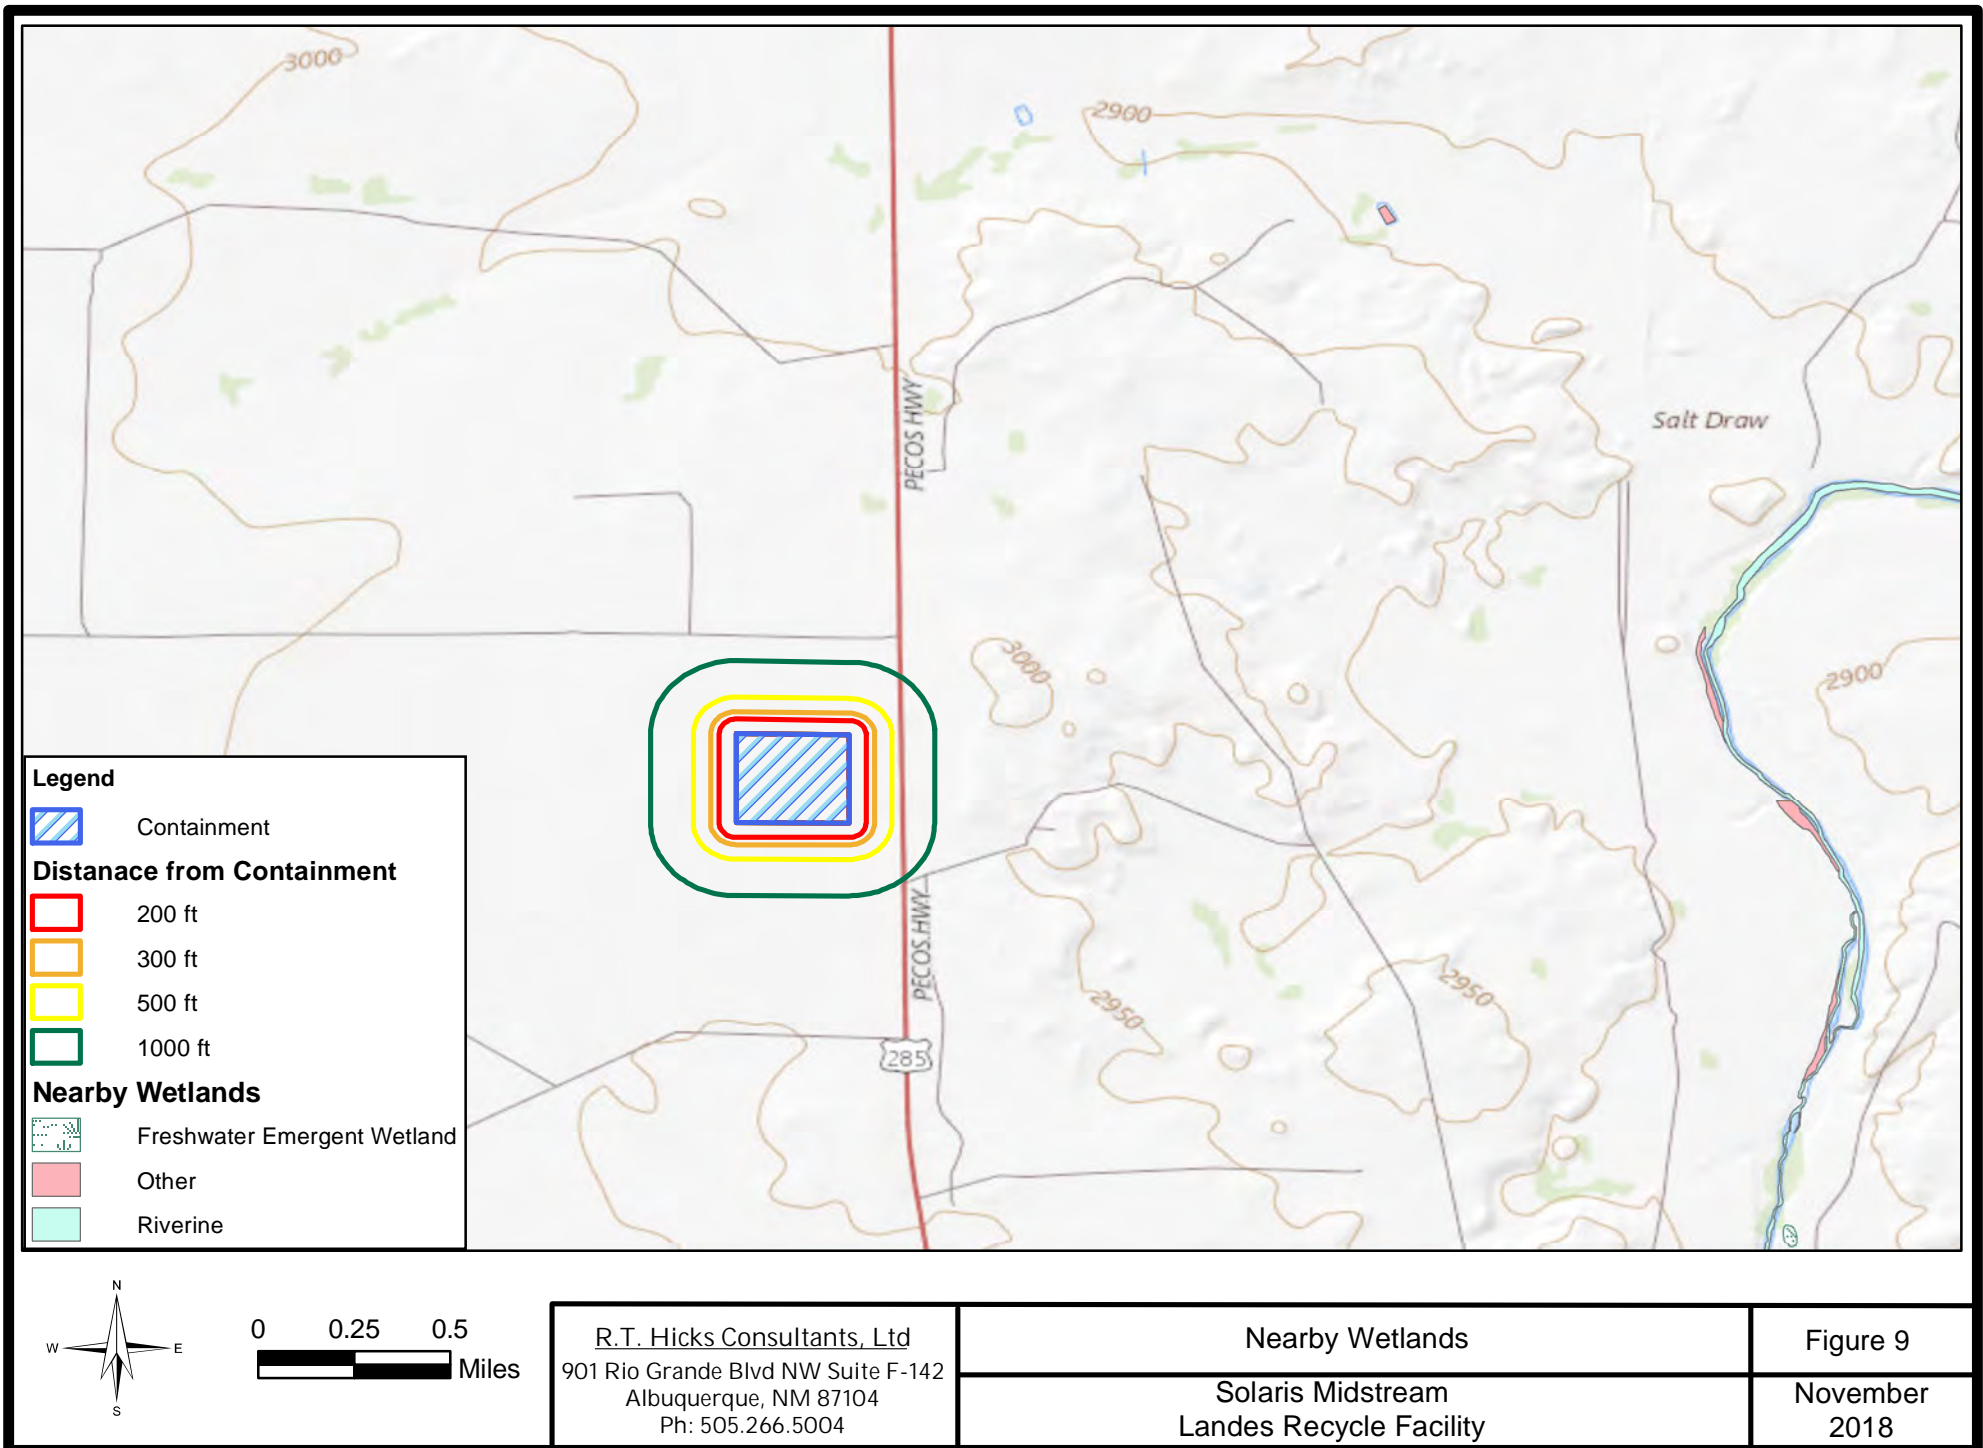 3000
2900
PECOS HWY
Salt Draw
3000
2900
PECOS HWY
2950
2950
285
Legend
Containment
Distanace from Containment
200 ft
300 ft
500 ft
1000 ft
Nearby Wetlands
Freshwater Emergent Wetland
Other
Riverine
N
W
E
S
0 0.25 0.5
Miles
R.T. Hicks Consultants, Ltd
901 Rio Grande Blvd NW Suite F-142
Albuquerque, NM 87104
Ph: 505.266.5004
Nearby Wetlands
Solaris Midstream
Landes Recycle Facility
Figure 9
November
2018